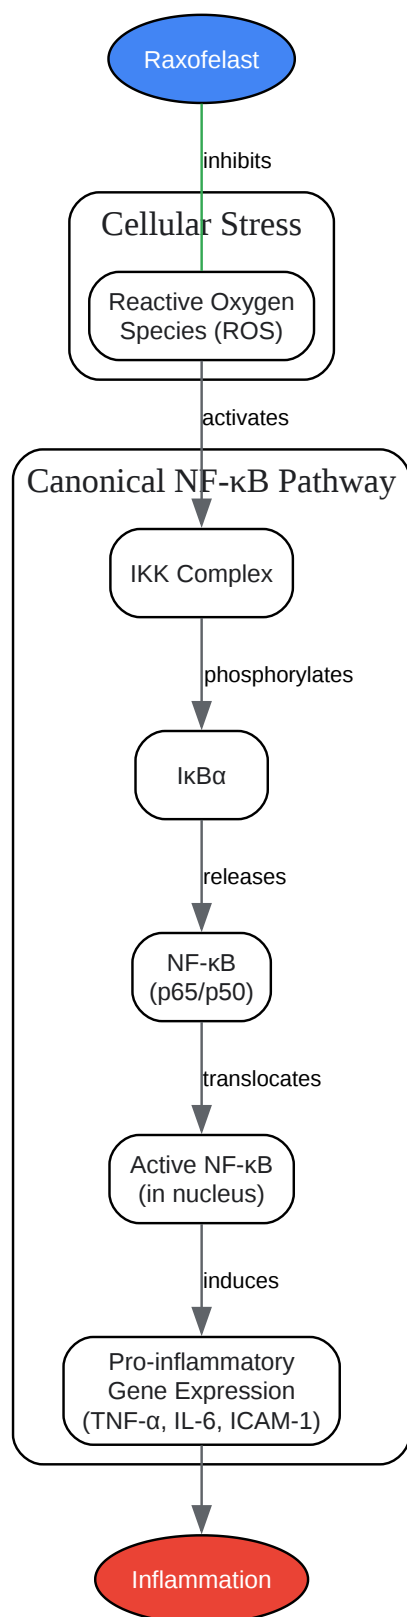 Raxofelast
inhibits
Cellular Stress
Reactive Oxygen
Species (ROS)
activates
Canonical NF-κB Pathway
IKK Complex
phosphorylates
IκBα
releases
NF-κB
(p65/p50)
translocates
Active NF-κB
(in nucleus)
induces
Pro-inflammatory
Gene Expression
(TNF-α, IL-6, ICAM-1)
Inflammation